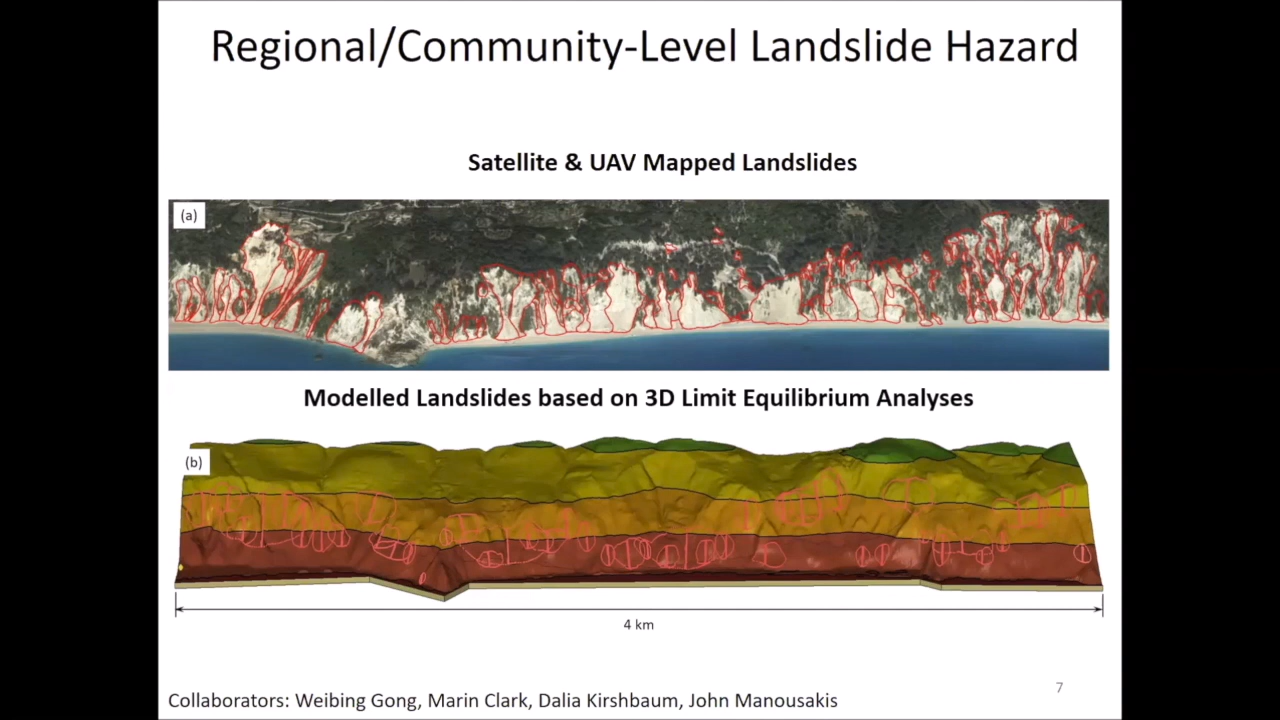 Regional/Community-Level Landslide Hazard
Satellite & UAV Mapped Landslides
(a)
Modelled Landslides based on 3D Limit Equilibrium Analyses
(b)
4 km
7
Collaborators: Weibing Gong, Marin Clark, Dalia Kirshbaum, John Manousakis